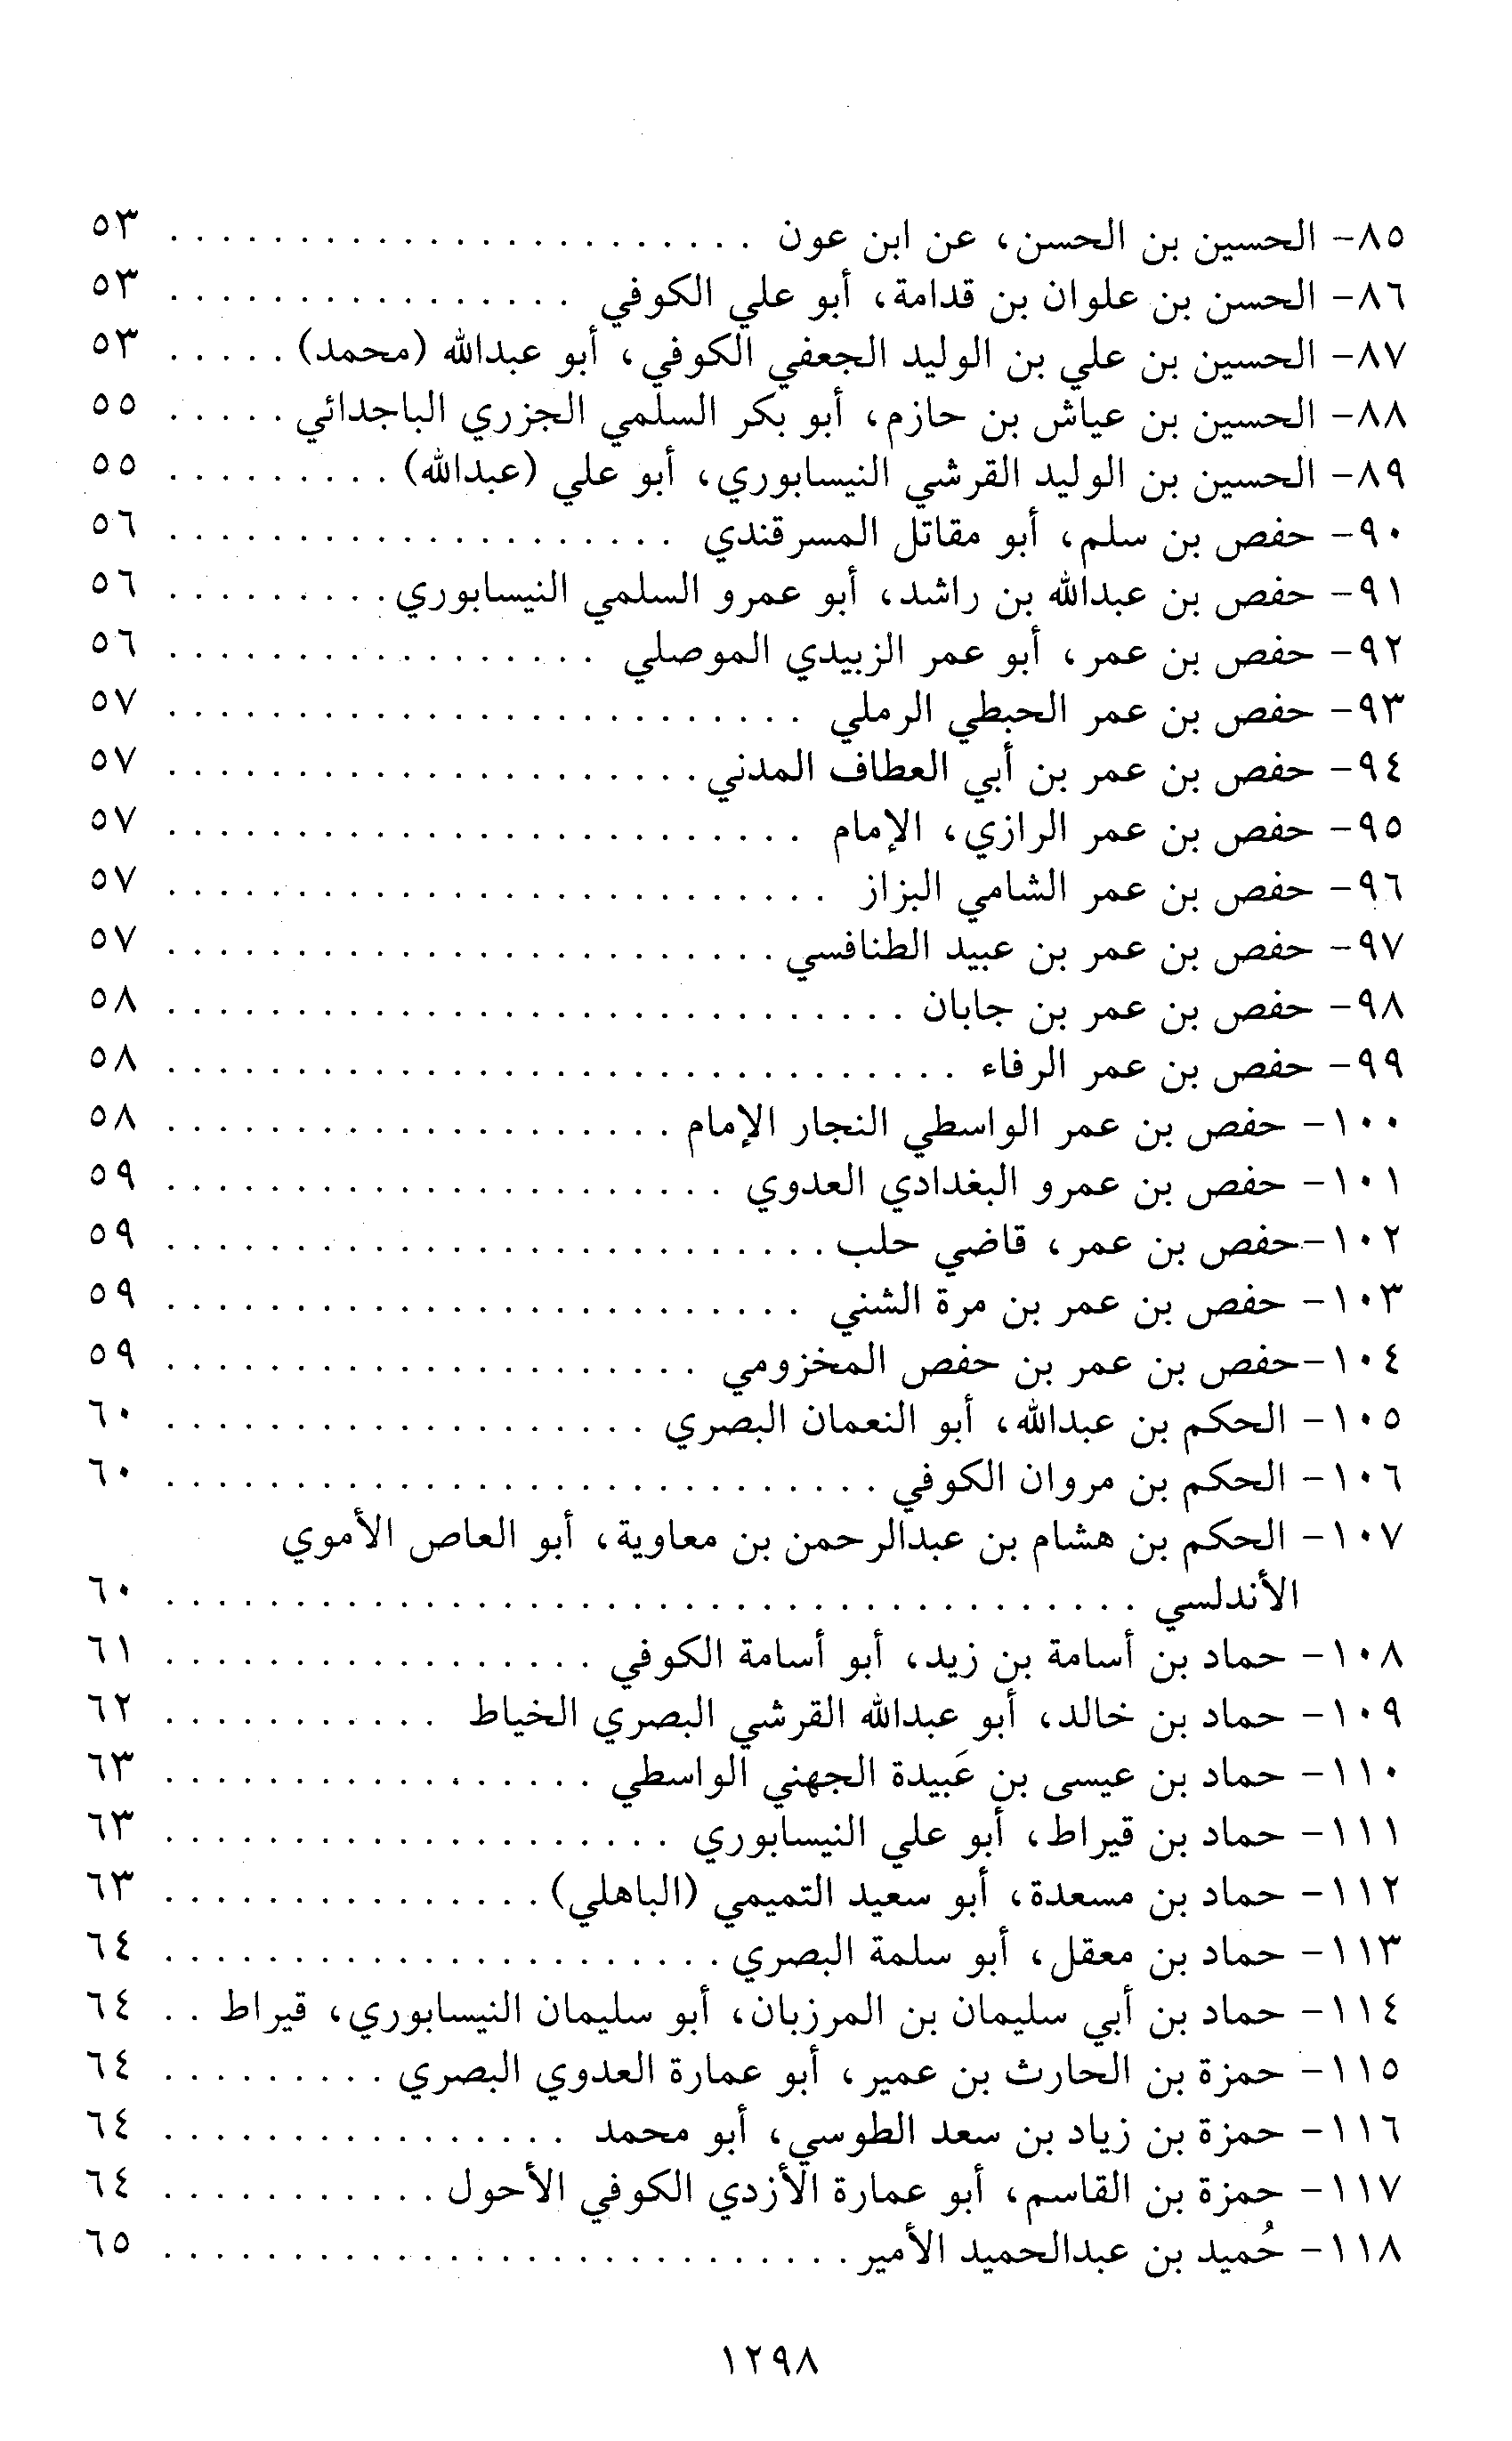 ٨٥- الحسين بن الحسن، عن ابن عون . . . . . . . . . . . . . . . . . . . . . . . ٥٣
٨٦- الحسن بن علوان بن قدامة، أبو علي الكوفي . . . . . . . . . . . . . . . . ٥٣
٨٧- الحسين بن علي بن الوليد الجعفي الكوفي، أبو عبدالله (محمد) . . . . . ٥٣
٨٨- الحسين بن عياش بن حازم، أبو بكر السلمي الجزري الباجدائي . . . . . ٥٥
٨٩- الحسين بن الوليد القرشي النيسابوري، أبو علي (عبدالله) . . . . . . . . . ٥٥
٩٠- حفص بن سلم، أبو مقاتل المسرقندي . . . . . . . . . . . . . . . . . . . . ٥٦
٩١- حفص بن عبدالله بن راشد، أبو عمرو السلمي النيسابوري . . . . . . . . . ٥٦
٩٢- حفص بن عمر، أبو عمر الزبيدي الموصلي . . . . . . . . . . . . . . . . . ٥٦
٩٣- حفص بن عمر الحبطي الرملي . . . . . . . . . . . . . . . . . . . . . . . . . ٥٧
٩٤- حفص بن عمر بن أبي العطاف المدني . . . . . . . . . . . . . . . . . . . . . ٥٧
٩٥- حفص بن عمر الرازي، الإمام . . . . . . . . . . . . . . . . . . . . . . . . . ٥٧
٩٦- حفص بن عمر الشامي البزاز . . . . . . . . . . . . . . . . . . . . . . . . . . ٥٧
٩٧- حفص بن عمر بن عبيد الطنافسي . . . . . . . . . . . . . . . . . . . . . . . . ٥٧
٩٨- حفص بن عمر بن جابان . . . . . . . . . . . . . . . . . . . . . . . . . . . . . ٥٨
٩٩- حفص بن عمر الرفاء . . . . . . . . . . . . . . . . . . . . . . . . . . . . . . . ٥٨
١٠٠- حفص بن عمر الواسطي النجار الإمام . . . . . . . . . . . . . . . . . . . . ٥٨
١٠١- حفص بن عمرو البغدادي العدوي . . . . . . . . . . . . . . . . . . . . . . ٥٩
١٠٢-حفص بن عمر، قاضي حلب . . . . . . . . . . . . . . . . . . . . . . . . . . ٥٩
١٠٣- حفص بن عمر بن مرة الشني . . . . . . . . . . . . . . . . . . . . . . . . . ٥٩
١٠٤-حفص بن عمر بن حفص المخزومي . . . . . . . . . . . . . . . . . . . . . ٥٩
١٠٥- الحكم بن عبدالله، أبو النعمان البصري . . . . . . . . . . . . . . . . . . . ٦٠
١٠٦- الحكم بن مروان الكوفي . . . . . . . . . . . . . . . . . . . . . . . . . . . . ٦٠
١٠٧- الحكم بن هشام بن عبدالرحمن بن معاوية، أبو العاص الأموي
الأندلسي . . . . . . . . . . . . . . . . . . . . . . . . . . . . . . . . . . . . . . ٦٠
١٠٨- حماد بن أسامة بن زيد، أبو أسامة الكوفي . . . . . . . . . . . . . . . . . ٦١
١٠٩- حماد بن خالد، أبو عبدالله القرشي البصري الخياط . . . . . . . . . . . ٦٢
١١٠- حماد بن عيسى بن عَبيدة الجهني الواسطي . . . . . . . . . . . . . . . . . ٦٣
١١١- حماد بن قيراط، أبو علي النيسابوري . . . . . . . . . . . . . . . . . . . . ٦٣
١١٢- حماد بن مسعدة، أبو سعيد التميمي (الباهلي) . . . . . . . . . . . . . . . ٦٣
١١٣- حماد بن معقل، أبو سلمة البصري . . . . . . . . . . . . . . . . . . . . . . ٦٤
١١٤- حماد بن أبي سليمان بن المرزبان، أبو سليمان النيسابوري، قيراط . . ٦٤
١١٥- حمزة بن الحارث بن عمير، أبو عمارة العدوي البصري . . . . . . . . . ٦٤
١١٦- حمزة بن زياد بن سعد الطوسي، أبو محمد . . . . . . . . . . . . . . . . ٦٤
١١٧- حمزة بن القاسم، أبو عمارة الأزدي الكوفي الأحول . . . . . . . . . . . ٦٤
١١٨- حُميد بن عبدالحميد الأمير . . . . . . . . . . . . . . . . . . . . . . . . . . . ٦٥
١٢٩٨